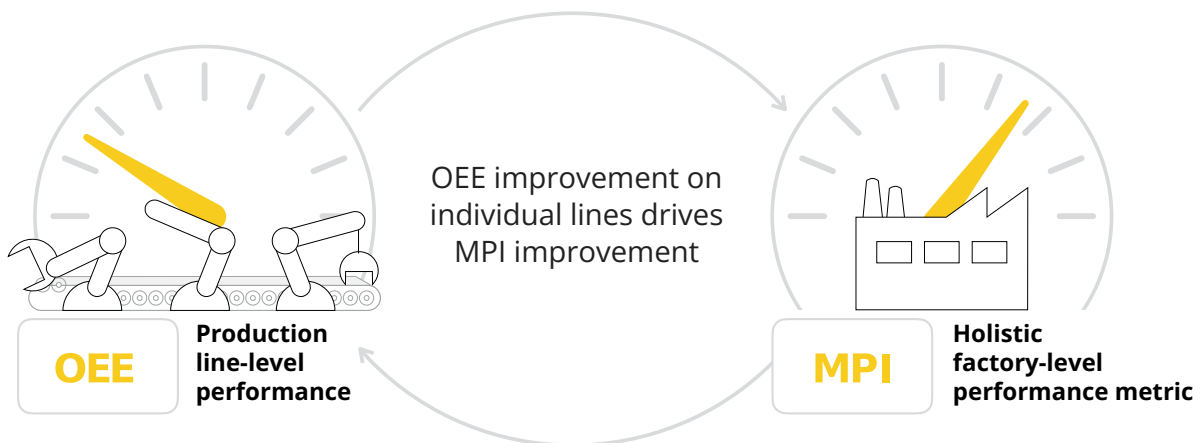 OEE improvement on
individual lines drives
MPI improvement
OEE
Production
line-level
performance
MPI
Holistic
factory-level
performance metric